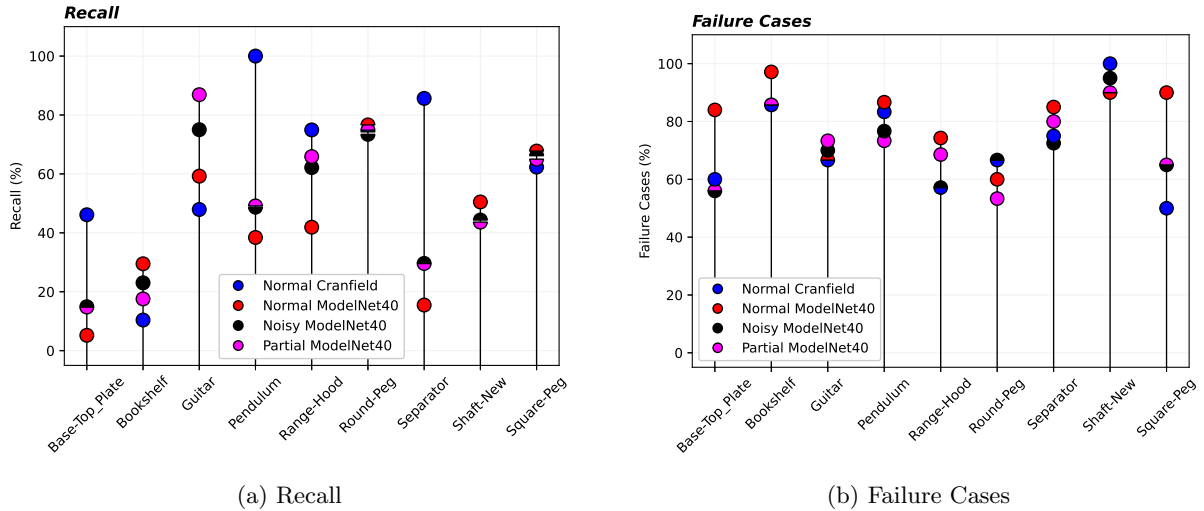 Recall
Recall (%)
100
80
60
40
20
0
Normal Cranfield
Normal ModelNet40
Noisy ModelNet40
Partial ModelNet40
Base-Top_Plate
Bookshelf
Guitar
Pendulum
Range-Hood
Round-Peg
Separator
Shaft-New
Square-Peg
(a) Recall
Failure Cases
Failure Cases (%)
100
80
60
40
20
0
Normal Cranfield
Normal ModelNet40
Noisy ModelNet40
Partial ModelNet40
Base-Top_Plate
Bookshelf
Guitar
Pendulum
Range-Hood
Round-Peg
Separator
Shaft-New
Square-Peg
(b) Failure Cases